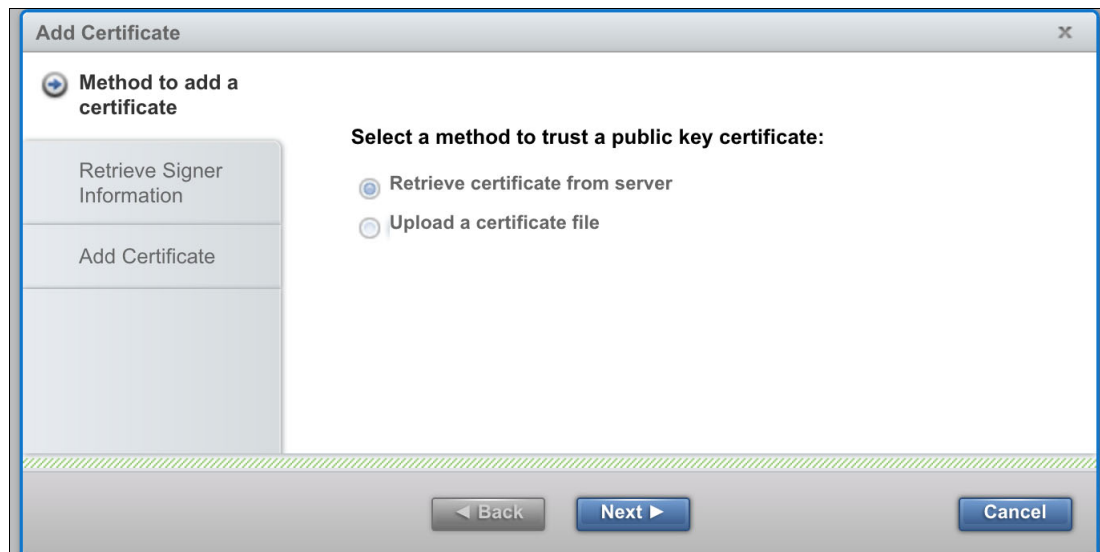 Add Certificate
x
Method to add a
certificate
Retrieve Signer
Information
Add Certificate
Select a method to trust a public key certificate:
Retrieve certificate from server
Upload a certificate file
◄ Back
Next ►
Cancel